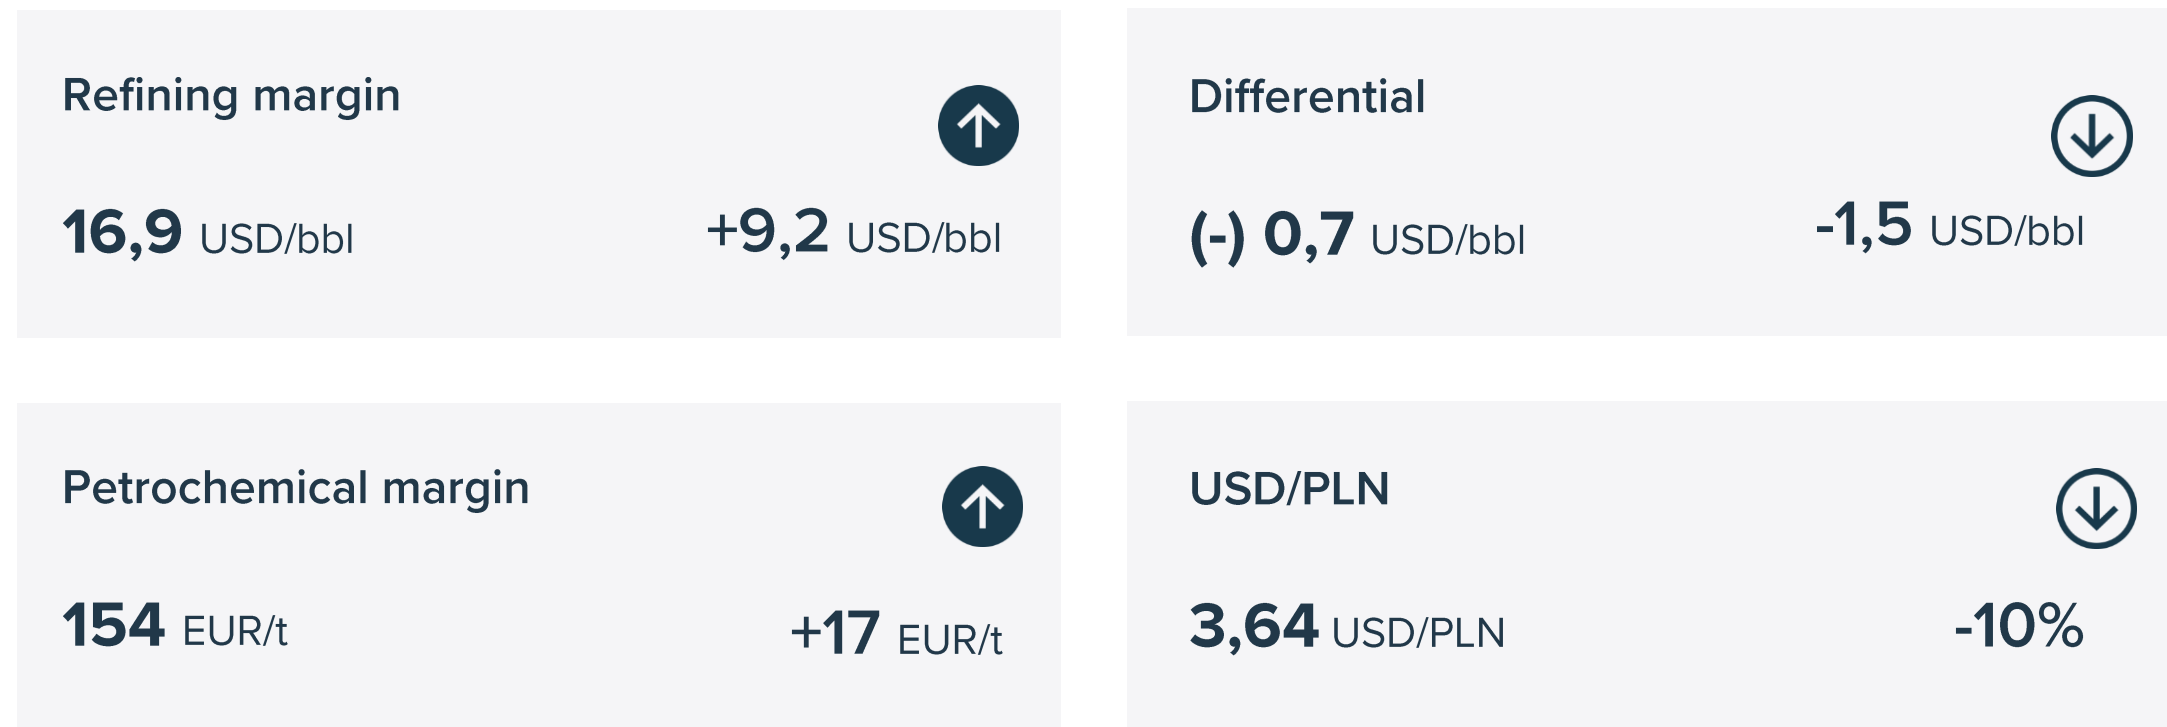 Refining margin
16,9 USD/bbl
+9,2 USD/bbl
Differential
(-) 0,7 USD/bbl
-1,5 USD/bbl
Petrochemical margin
154 EUR/t
+17 EUR/t
USD/PLN
3,64 USD/PLN
-10%